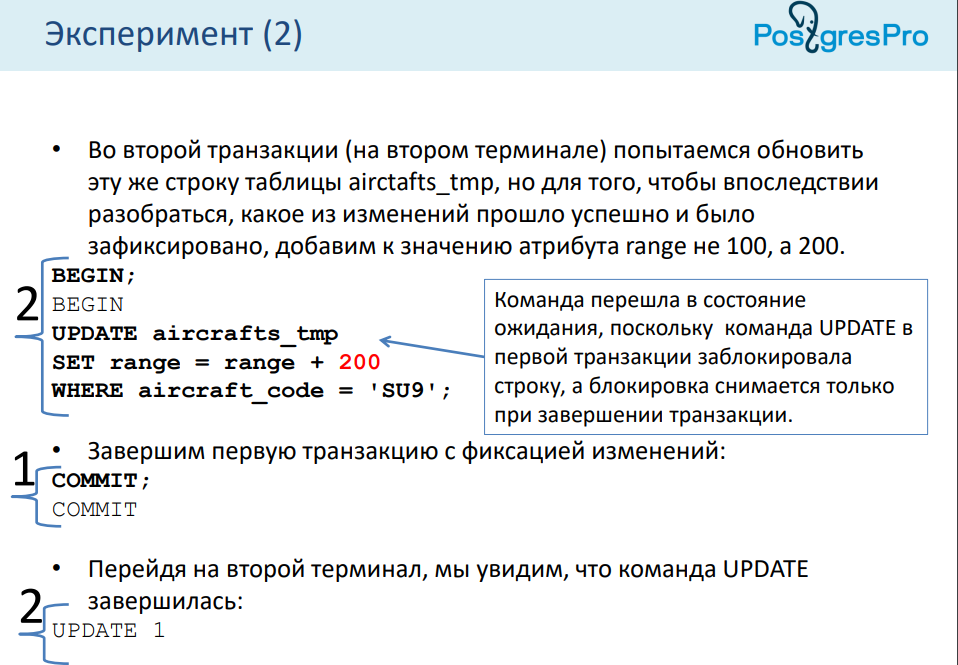 Эксперимент (2)
PostgresPro
• Во второй транзакции (на втором терминале) попытаемся обновить
эту же строку таблицы airctafts_tmp, но для того, чтобы впоследствии
разобраться, какое из изменений прошло успешно и было
зафиксировано, добавим к значению атрибута range не 100, а 200.
2
BEGIN;
BEGIN
UPDATE aircrafts_tmp
SET range = range + 200
WHERE aircraft_code = 'SU9';
Команда перешла в состояние
ожидания, поскольку команда UPDATE в
первой транзакции заблокировала
строку, а блокировка снимается только
при завершении транзакции.
• Завершим первую транзакцию с фиксацией изменений:
1
COMMIT;
COMMIT
• Перейдя на второй терминал, мы увидим, что команда UPDATE
завершилась:
2
UPDATE 1